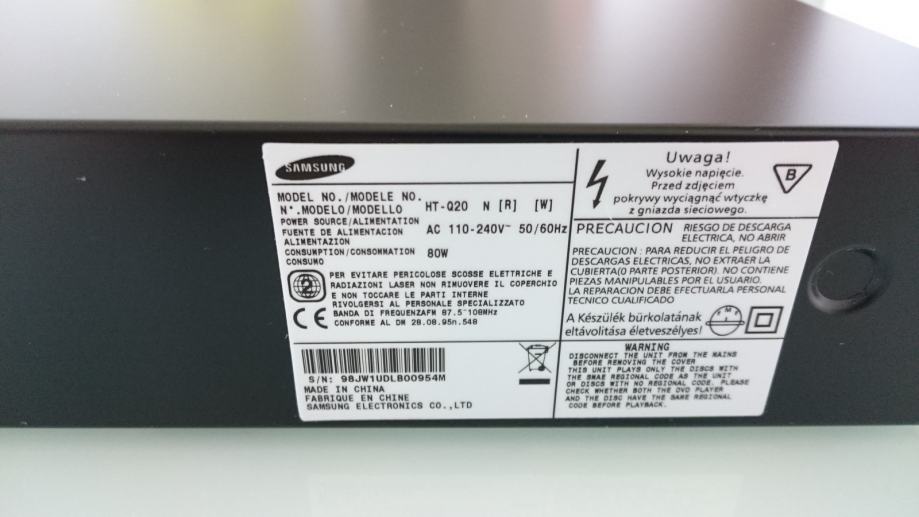 SAMSUNG
MODEL NO./MODELE NO.
N°.MODELO/MODELLO
HT-Q20 N [R] [W]
POWER SOURCE/ALIMENTATION
FUENTE DE ALIMENTACION
ALIMENTAZION
AC 110-240V~ 50/60Hz
CONSUMPTION/CONSOMMATION
CONSUMO
80W
2
PER EVITARE PERICOLOSE SCOSSE ELETTRICHE E
RADIAZIONI LASER NON RIMUOVERE IL COPERCHIO
E NON TOCCARE LE PARTI INTERNE
RIVOLGERSI AL PERSONALE SPECIALIZZATO
BANDA DI FREQUENZAFM 87.5~108MHz
CONFORME AL DM 28.08.95n.548
CE
S/N: 98JW1UDLB00954M
MADE IN CHINA
FABRIQUE EN CHINE
SAMSUNG ELECTRONICS CO.,LTD
Uwaga!
Wysokie napięcie.
Przed zdjęciem
pokrywy wyciągnąć wtyczkę
z gniazda sieciowego.
B
PRECAUCION
RIESGO DE DESCARGA
ELECTRICA, NO ABRIR
PRECAUCION : PARA REDUCIR EL PELIGRO DE
DESCARGAS ELECTRICAS, NO EXTRAER LA
CUBIERTA(O PARTE POSTERIOR). NO CONTIENE
PIEZAS MANIPULABLES POR EL USUARIO.
LA REPARACION DEBE EFECTUARLA PERSONAL
TECNICO CUALIFICADO
A Készülék bürkolatának
eltávolítása életveszélyes!
WARNING
DISCONNECT THE UNIT FROM THE MAINS
BEFORE REMOVING THE COVER
THIS UNIT PLAYS ONLY THE DISCS WITH
THE SMAE REGIONAL CODE AS THE UNIT
OR DISCS WITH NO REGIONAL CODE. PLEASE
CHECK WHETHER BOTH THE DVD PLAYER
AND THE DISC HAVE THE SAME REGIONAL
CODE BEFORE PLAYBACK.